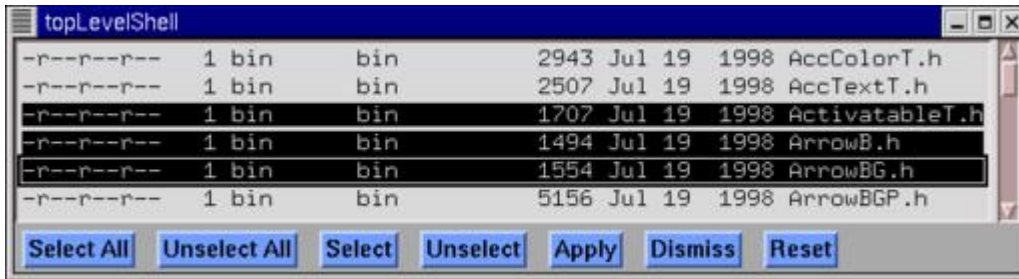 topLevelShell
-r--r--r-- 1 bin bin 2943 Jul 19 1998 AccColorT.h
-r--r--r-- 1 bin bin 2507 Jul 19 1998 AccTextT.h
-r--r--r-- 1 bin bin 1707 Jul 19 1998 ActivatableT.h
-r--r--r-- 1 bin bin 1494 Jul 19 1998 ArrowB.h
-r--r--r-- 1 bin bin 1554 Jul 19 1998 ArrowBG.h
-r--r--r-- 1 bin bin 5156 Jul 19 1998 ArrowBGP.h
Select All Unselect All Select Unselect Apply Dismiss Reset